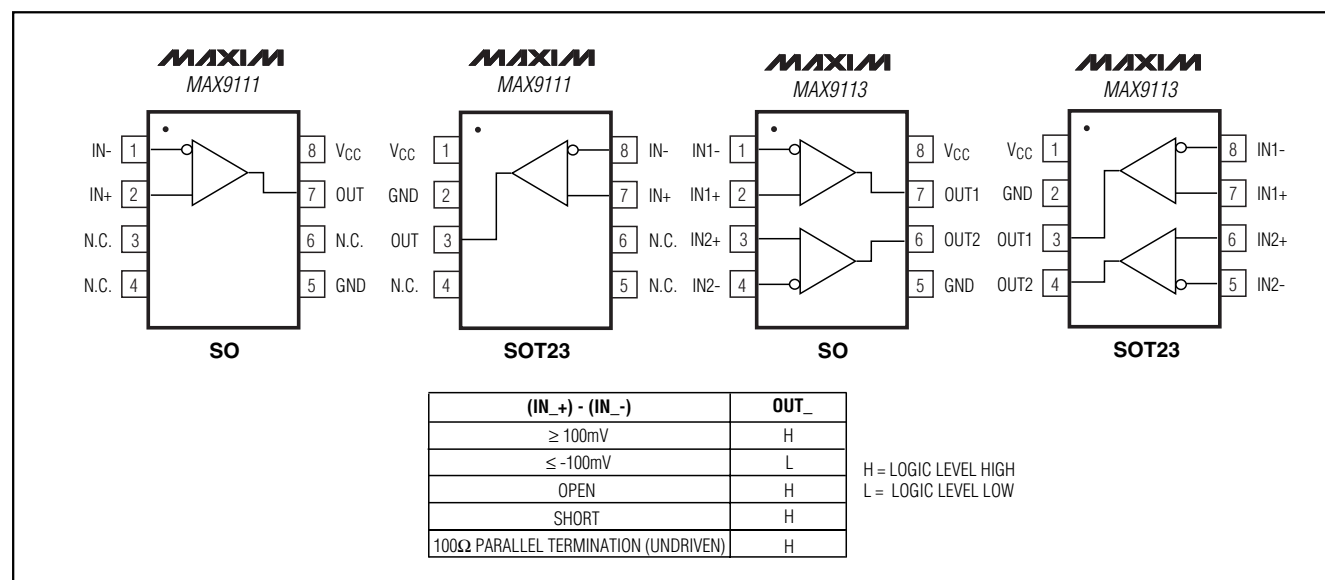 MAXIM MAXIM MAXIM MAXIM
MAX9111 MAX9111 MAX9113 MAX9113
IN- 1 8 VCC VCC 1 8 IN- IN1- 1 8 VCC VCC 1 8 IN1-
IN+ 2 7 OUT GND 2 7 IN+ IN1+ 2 7 OUT1 GND 2 7 IN1+
N.C. 3 6 N.C. OUT 3 6 N.C. IN2+ 3 6 OUT2 OUT1 3 6 IN2+
N.C. 4 5 GND N.C. 4 5 N.C. IN2- 4 5 GND OUT2 4 5 IN2-
SO SOT23 SO SOT23
(IN_+) - (IN_-) OUT_
≥ 100mV H
≤ -100mV L
OPEN H
SHORT H
100Ω PARALLEL TERMINATION (UNDRIVEN) H
H = LOGIC LEVEL HIGH
L = LOGIC LEVEL LOW